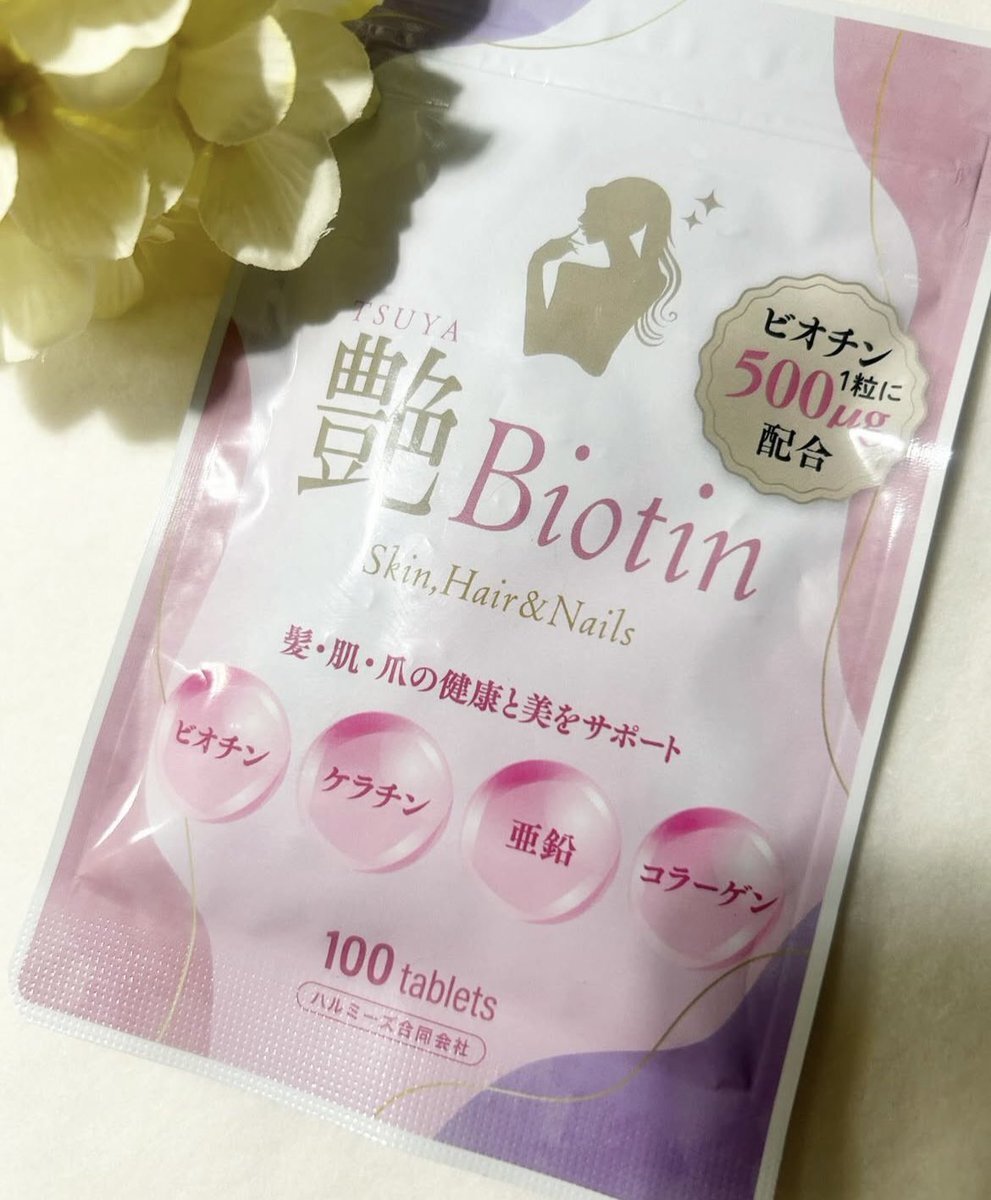 TSUYA
艶Biotin
Skin,Hair&Nails
ビオチン
1粒に
500μg
配合
髪・肌・爪の健康と美をサポート
ビオチン
ケラチン
亜鉛
コラーゲン
100 tablets
ハルミーズ合同会社